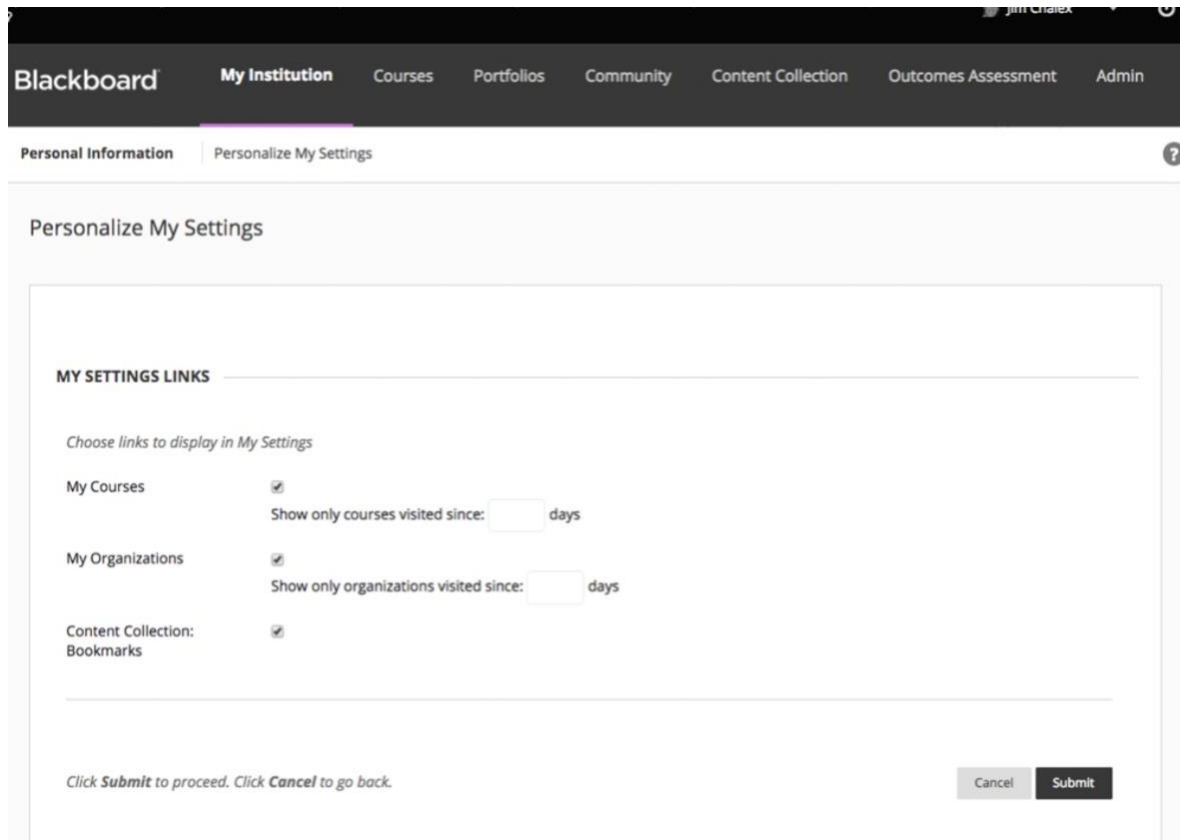 Jim Chalex
Blackboard
My Institution Courses Portfolios Community Content Collection Outcomes Assessment Admin
Personal Information Personalize My Settings ?
Personalize My Settings
MY SETTINGS LINKS
Choose links to display in My Settings
My Courses
Show only courses visited since: days
My Organizations
Show only organizations visited since: days
Content Collection:
Bookmarks
Click Submit to proceed. Click Cancel to go back.
Cancel Submit